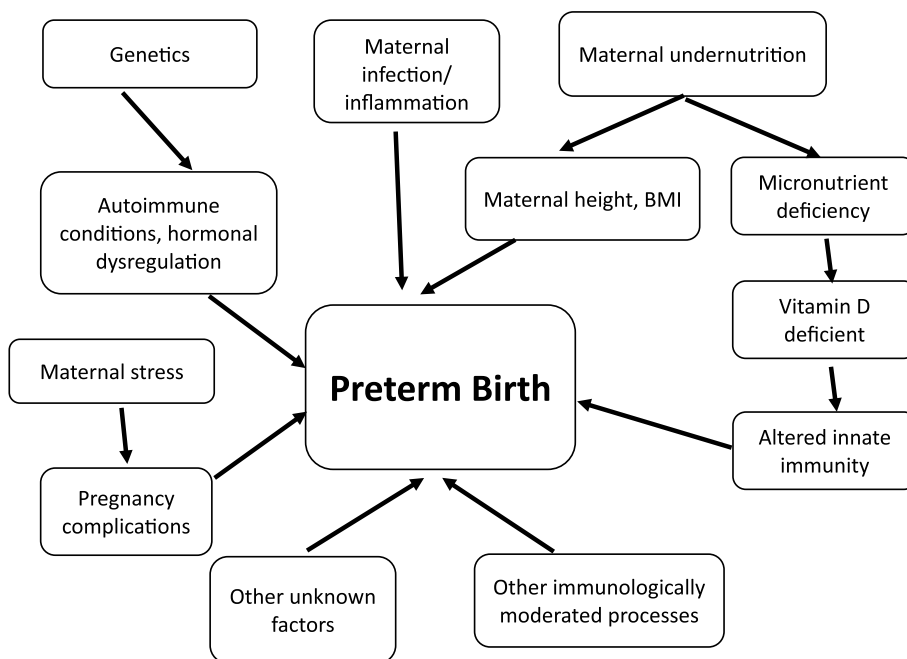 Genetics
Maternal
infection/
inflammation
Maternal undernutrition
Autoimmune
conditions, hormonal
dysregulation
Maternal height, BMI
Micronutrient
deficiency
Vitamin D
deficient
Maternal stress
Preterm Birth
Altered innate
immunity
Pregnancy
complications
Other unknown
factors
Other immunologically
moderated processes